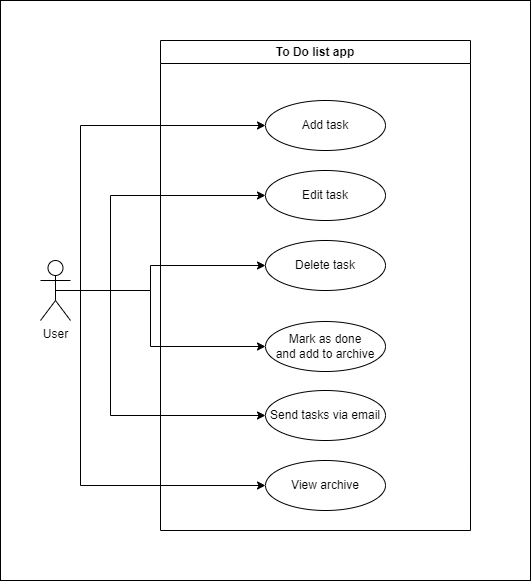 To Do list app
Add task
Edit task
Delete task
User
Mark as done
and add to archive
Send tasks via email
View archive